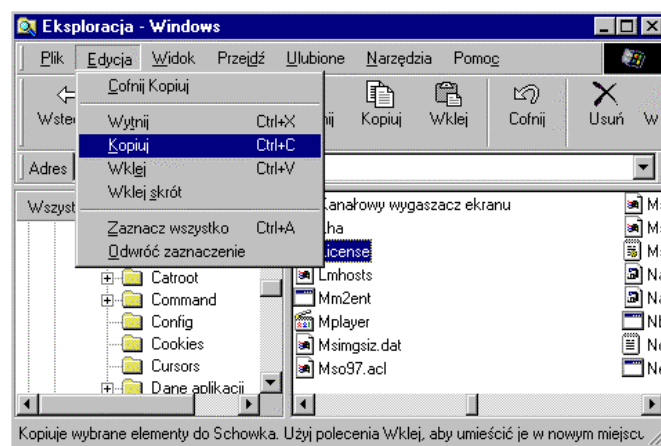 Eksploracja - Windows
Plik Edycja Widok Przejdź Ulubione Narzędzia Pomoc
Cofnij Kopiuj
Wytnij Ctrl+X
Kopiuj Ctrl+C
Wklej Ctrl+V
Wklej skrót
Zaznacz wszystko Ctrl+A
Odwróć zaznaczenie
Kopiuj Wklej Cofnij Usuń W
Adres
Kanałowy wygaszacz ekranu
Lha
License
Lmhosts
Mm2ent
Mplayer
Msimgsiz.dat
Mso97.acl
Catroot
Command
Config
Cookies
Cursors
Dane aplikacji
Kopiuje wybrane elementy do Schowka. Użyj polecenia Wklej, aby umieścić je w nowym miejscu